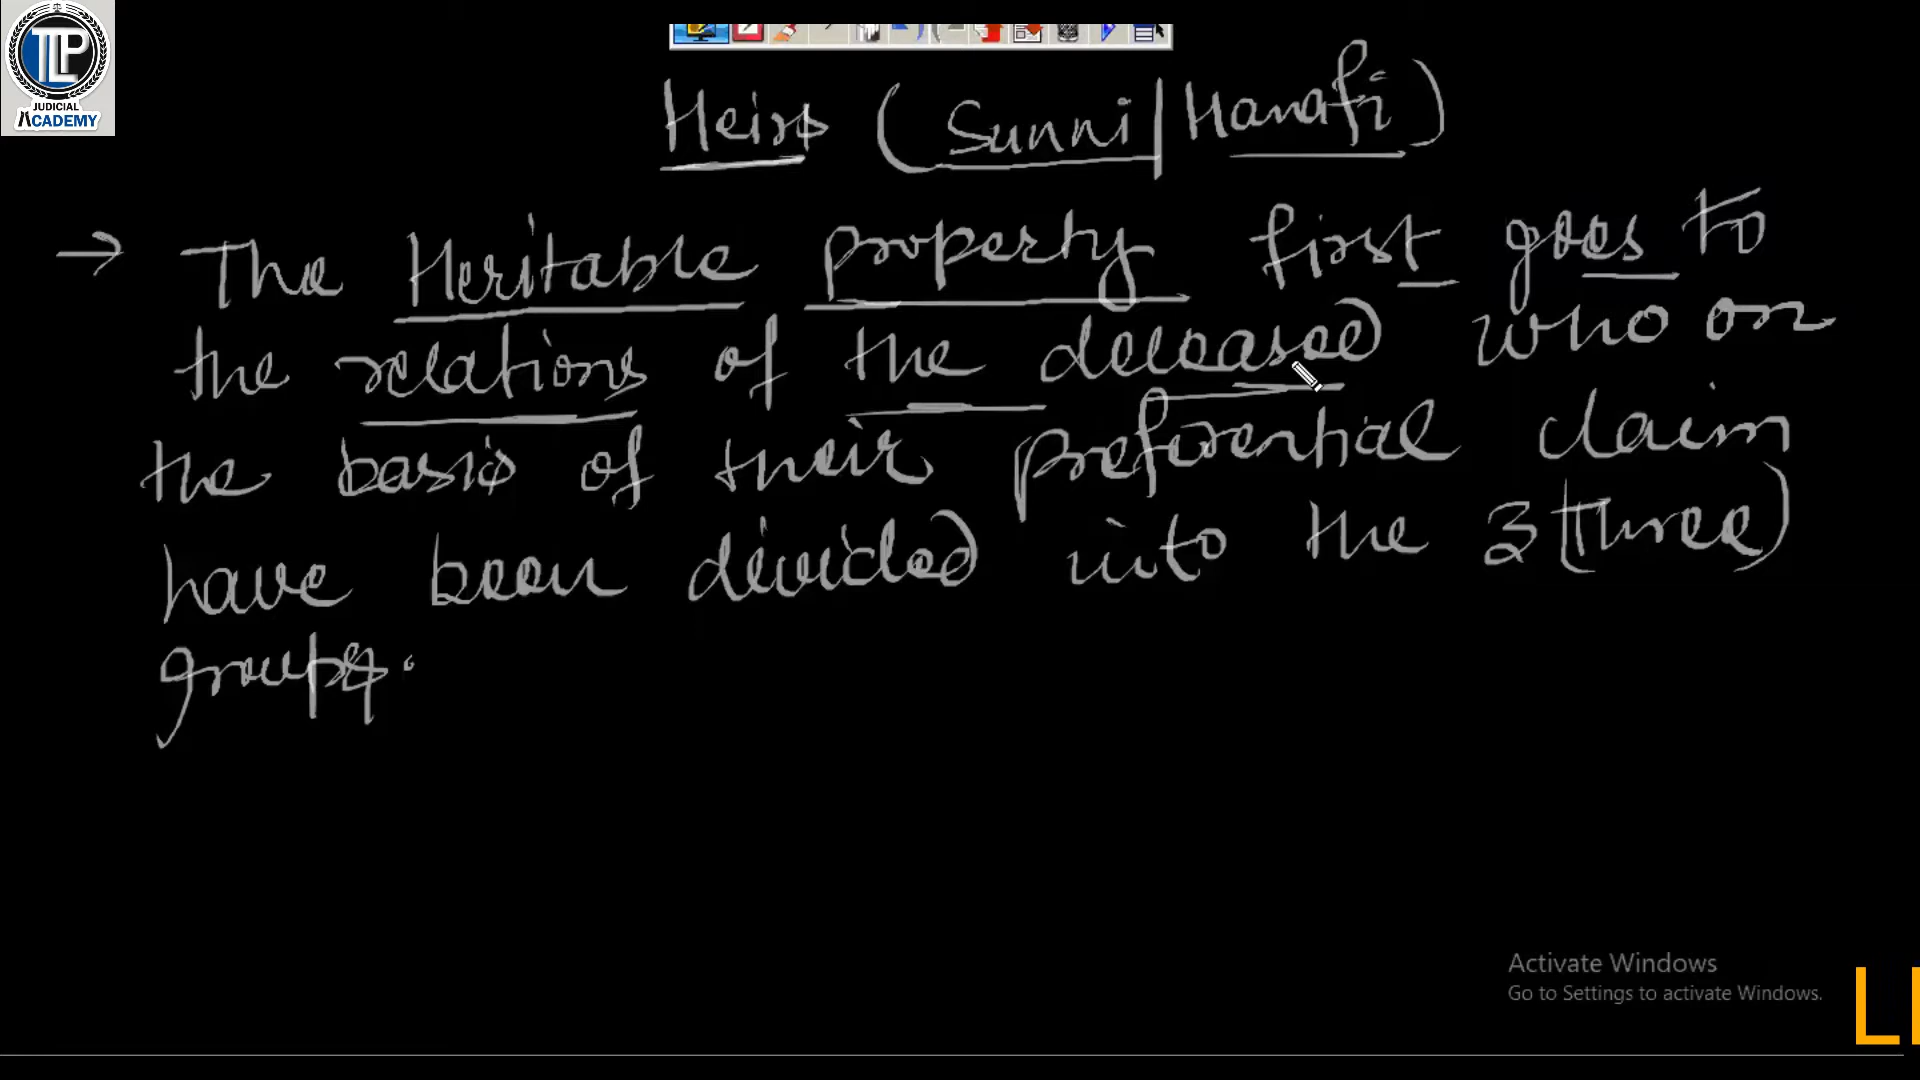 TLP
JUDICIAL
ACADEMY
Heirs (Sunni|Hanafi)
→ The Heritable property first goes to
the relations of the deceased who on
the basis of their preferential claim
have been divided into the 3 (three)
groups.
Activate Windows
Go to Settings to activate Windows.
LI